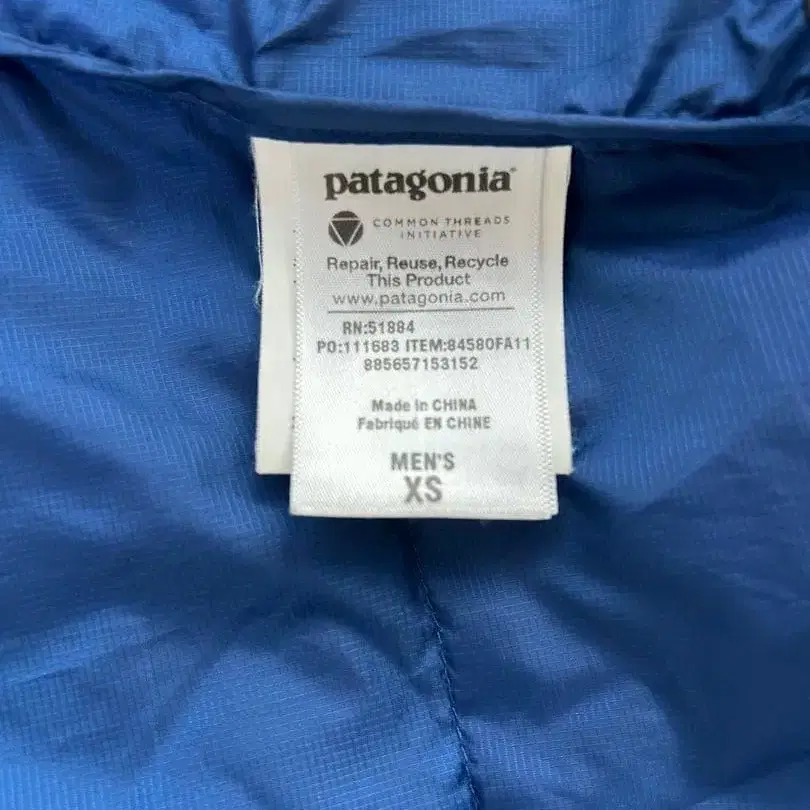 patagonia
COMMON THREADS
INITIATIVE
Repair, Reuse, Recycle
This Product
www.patagonia.com
RN:51884
PO:111683 ITEM:84580FA11
885657153152
Made in CHINA
Fabriqué EN CHINE
MEN'S
XS